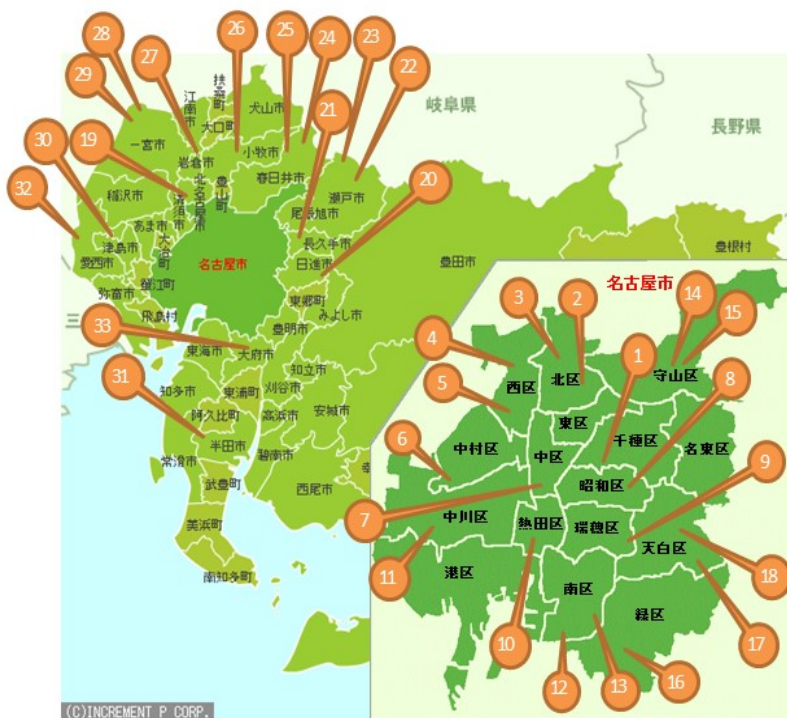 28
27
26
25
24
23
29
22
21
扶桑町
江南市
犬山市
大口町
岐阜県
長野県
30
19
一宮市
岩倉市
小牧市
20
32
稲沢市
北名古屋市
豊山町
春日井市
瀬戸市
清須市
尾張旭市
あま市
大治町
津島市
長久手市
愛西市
名古屋市
日進市
豊田市
豊根村
蟹江町
弥富市
東郷町
みよし市
飛島村
豊明市
33
三
東海市
大府市
31
知立市
知多市
東浦町
刈谷市
阿久比町
高浜市
安城市
半田市
碧南市
常滑市
西尾市
幸
武豊町
美浜町
南知多町
名古屋市
3
2
14
15
4
1
8
5
北区
守山区
西区
東区
6
千種区
中村区
名東区
9
中区
昭和区
7
中川区
熱田区
瑞穂区
天白区
11
港区
18
南区
緑区
10
17
12
13
16
(C)INCREMENT P CORP.